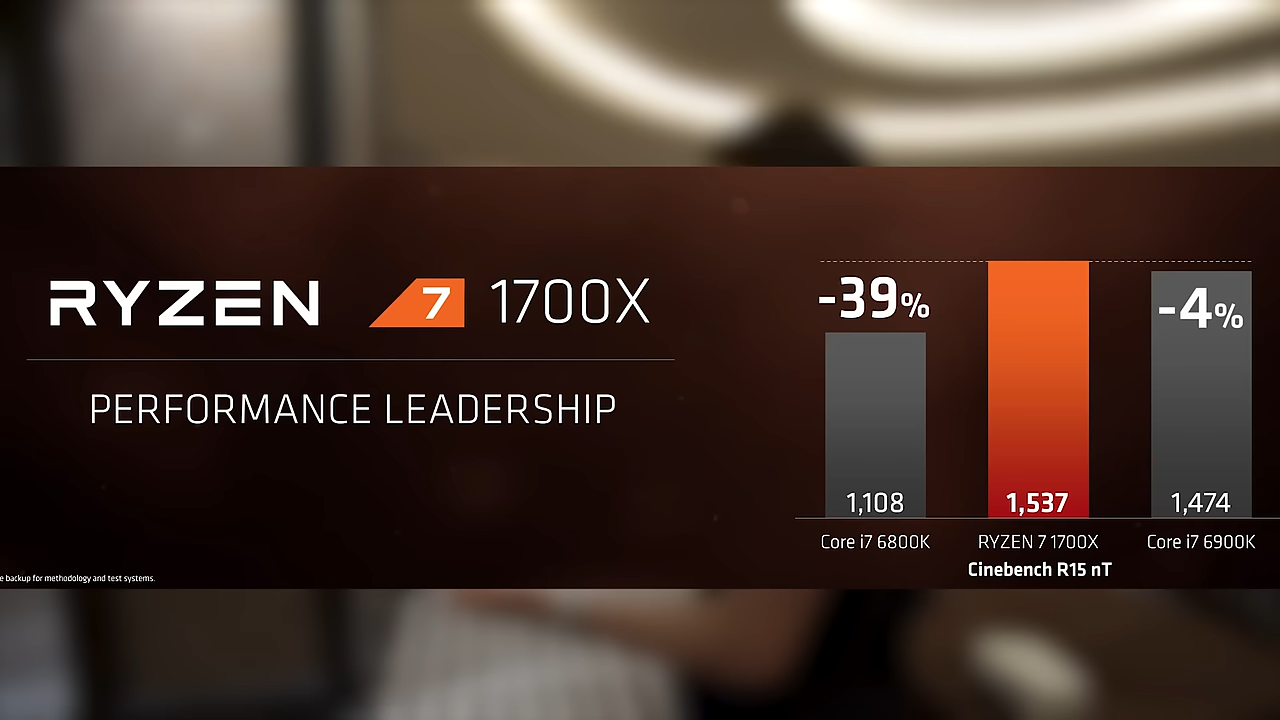 RYZEN 7 1700X
PERFORMANCE LEADERSHIP
-39%
-4%
1,108
1,537
1,474
Core i7 6800K
RYZEN 7 1700X
Core i7 6900K
Cinebench R15 nT
backup for methodology and test systems.